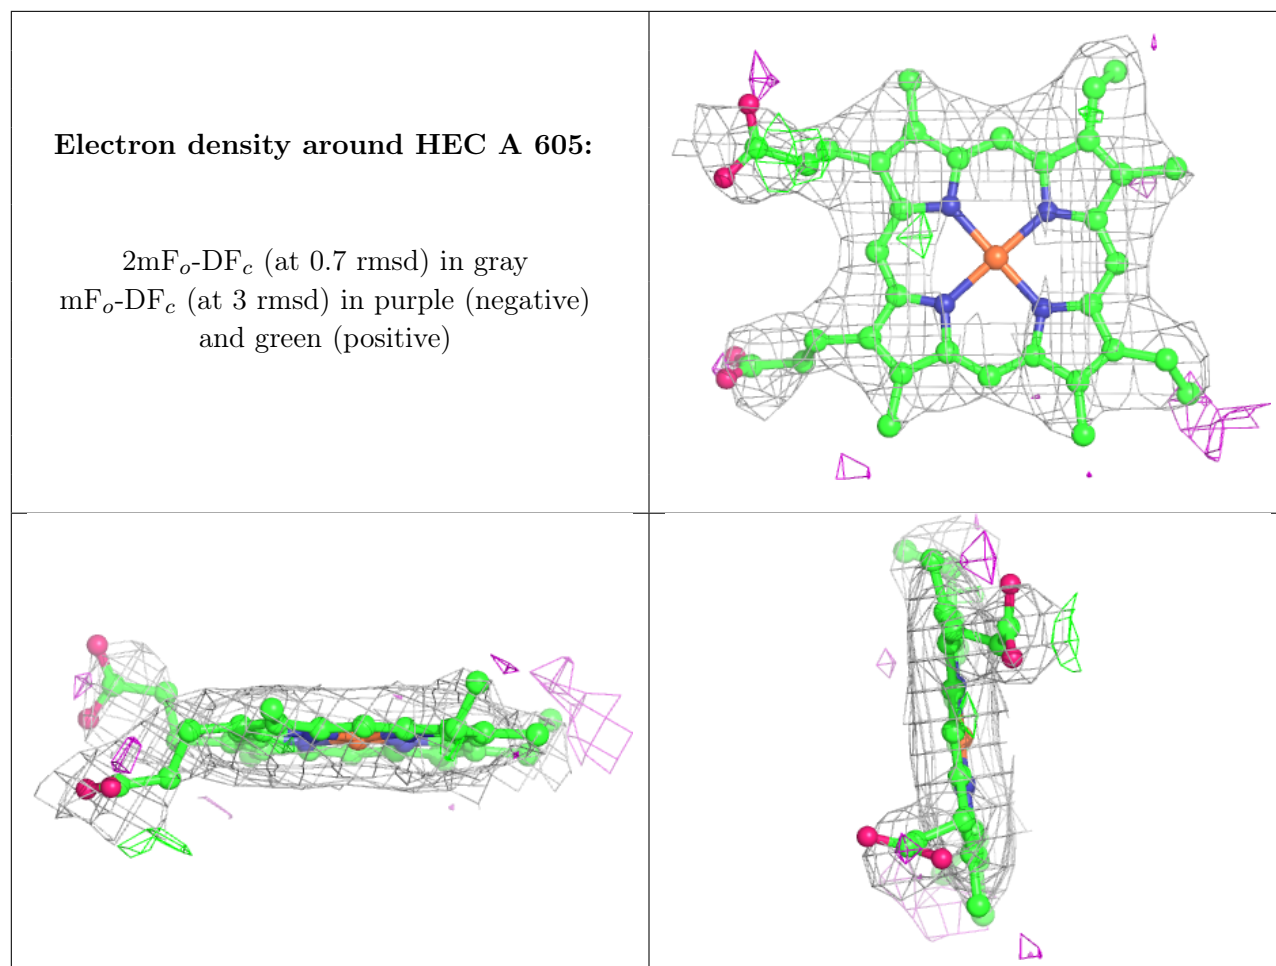 Electron density around HEC A 605:
2mFₒ-DF𝒸 (at 0.7 rmsd) in gray
mFₒ-DF𝒸 (at 3 rmsd) in purple (negative)
and green (positive)